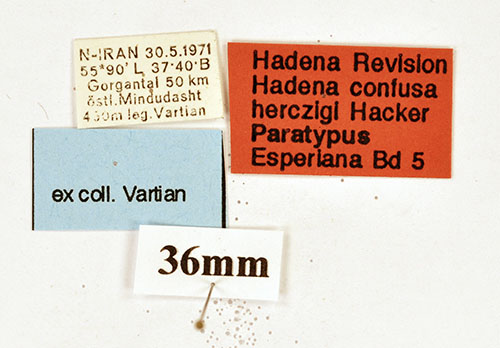 N-IRAN 30.5.1971
55°90' L 37·40·B
Gorgantal 50 km
östl. Mindudasht
450m leg. Vartian
Hadena Revision
Hadena confusa
herczigi Hacker
Paratypus
Esperiana Bd 5
ex coll. Vartian
36mm